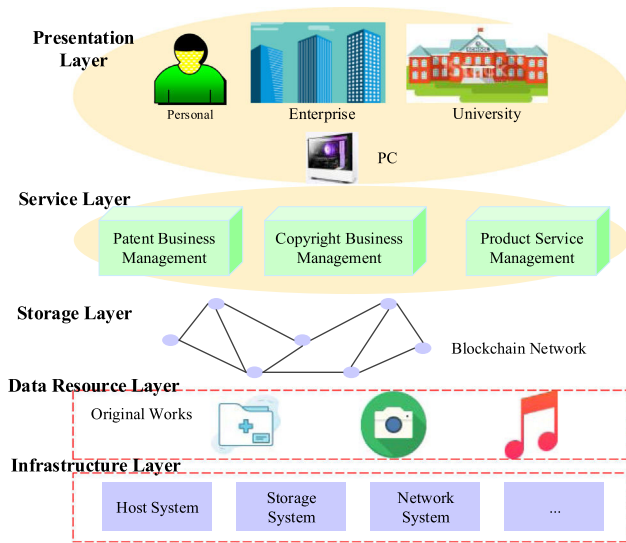 Presentation
Layer
Personal
Enterprise
University
PC
Service Layer
Patent Business
Management
Copyright Business
Management
Product Service
Management
Storage Layer
Blockchain Network
Data Resource Layer
Original Works
Infrastructure Layer
Host System
Storage
System
Network
System
...